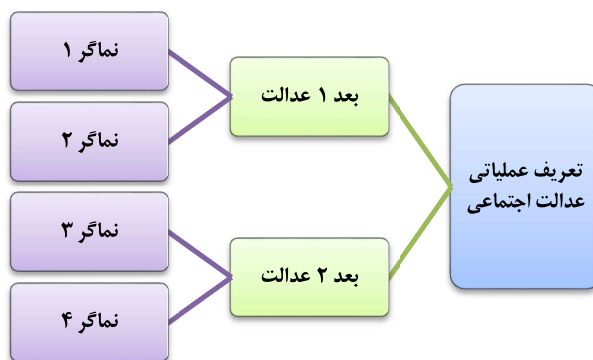 تعریف عملیاتی
عدالت اجتماعی
بعد ۱ عدالت
نماگر ۱
نماگر ۲
بعد ۲ عدالت
نماگر ۳
نماگر ۴